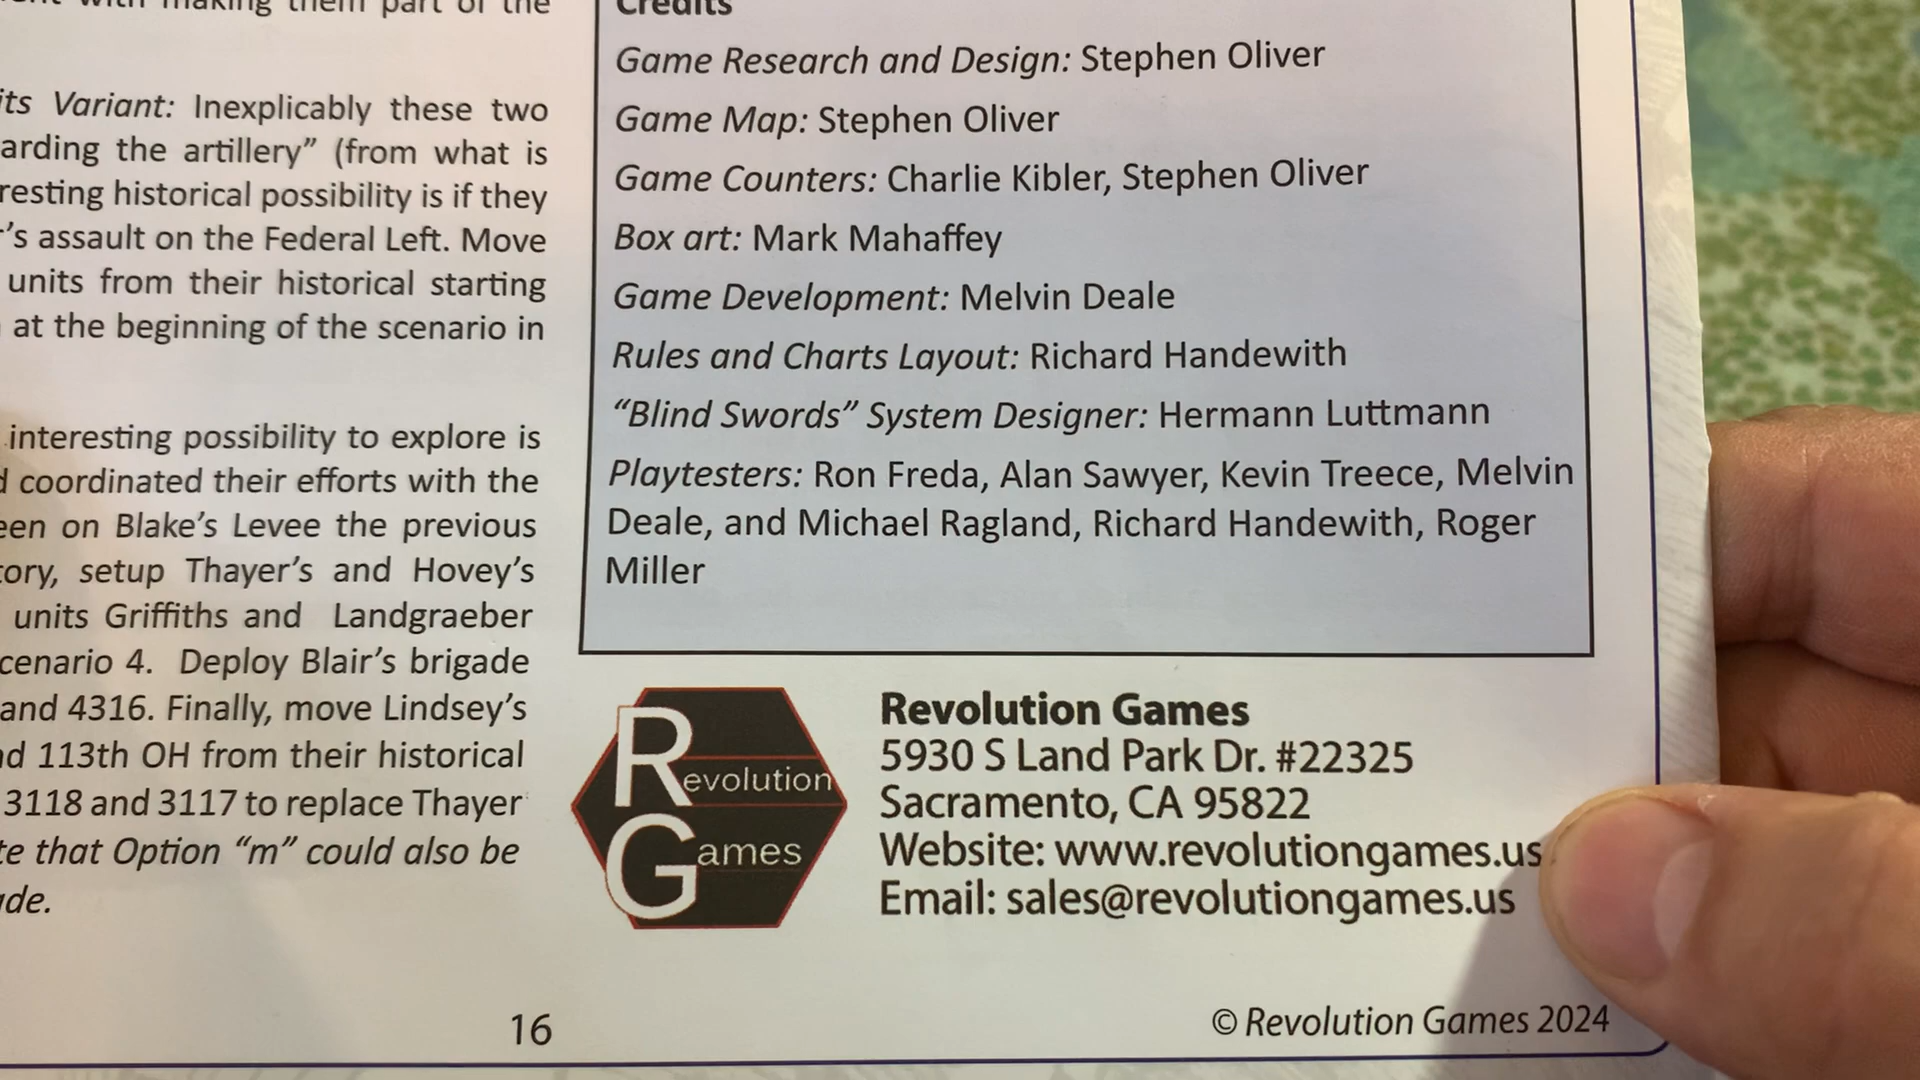 making them part of the
its Variant: Inexplicably these two
arding the artillery” (from what is
resting historical possibility is if they
’s assault on the Federal Left. Move
units from their historical starting
at the beginning of the scenario in
interesting possibility to explore is
d coordinated their efforts with the
een on Blake’s Levee the previous
tory, setup Thayer’s and Hovey’s
units Griffiths and Landgraeber
cenario 4. Deploy Blair’s brigade
and 4316. Finally, move Lindsey’s
nd 113th OH from their historical
3118 and 3117 to replace Thayer
te that Option “m” could also be
de.
16
Credits
Game Research and Design: Stephen Oliver
Game Map: Stephen Oliver
Game Counters: Charlie Kibler, Stephen Oliver
Box art: Mark Mahaffey
Game Development: Melvin Deale
Rules and Charts Layout: Richard Handewith
“Blind Swords” System Designer: Hermann Luttmann
Playtesters: Ron Freda, Alan Sawyer, Kevin Treece, Melvin
Deale, and Michael Ragland, Richard Handewith, Roger
Miller
Revolution
Games
Revolution Games
5930 S Land Park Dr. #22325
Sacramento, CA 95822
Website: www.revolutiongames.us
Email: sales@revolutiongames.us
© Revolution Games 2024